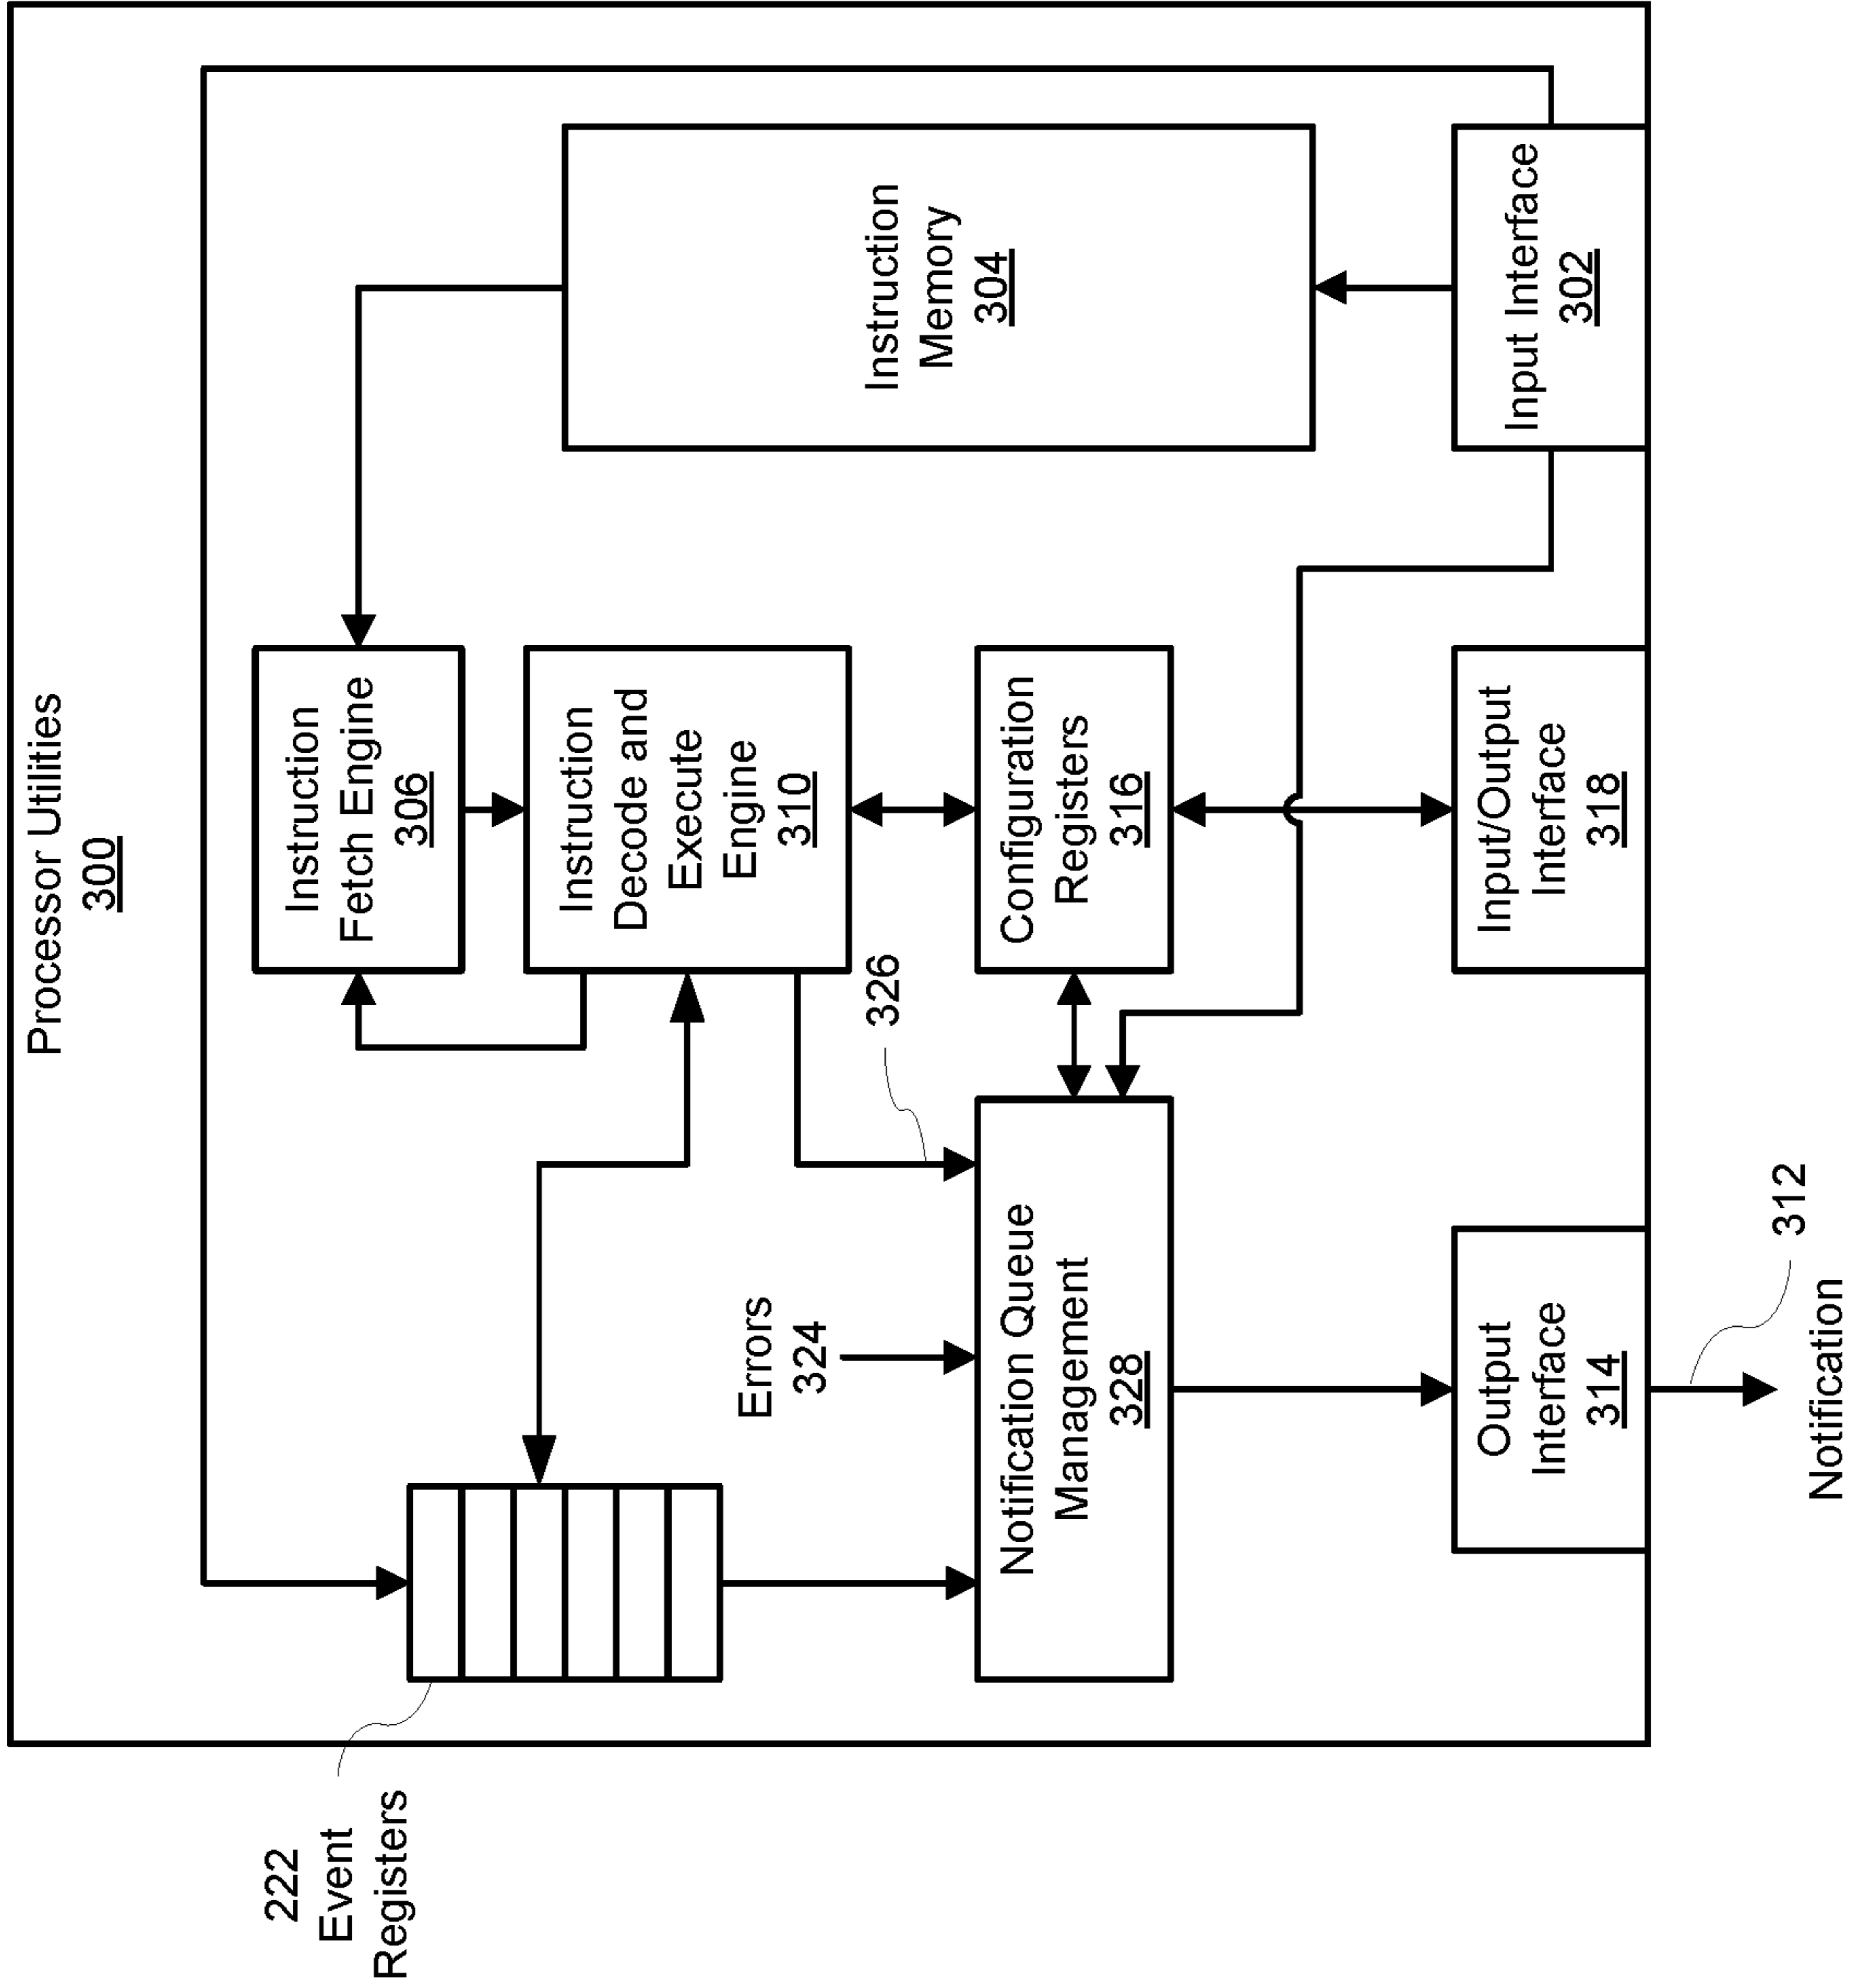 Processor Utilities
300
222
Event
Registers
Instruction
Fetch Engine
306
Instruction
Decode and
Execute
Engine
310
Instruction
Memory
304
Errors
324
326
Notification Queue
Management
328
Configuration
Registers
316
Output
Interface
314
Input/Output
Interface
318
Input Interface
302
312
Notification